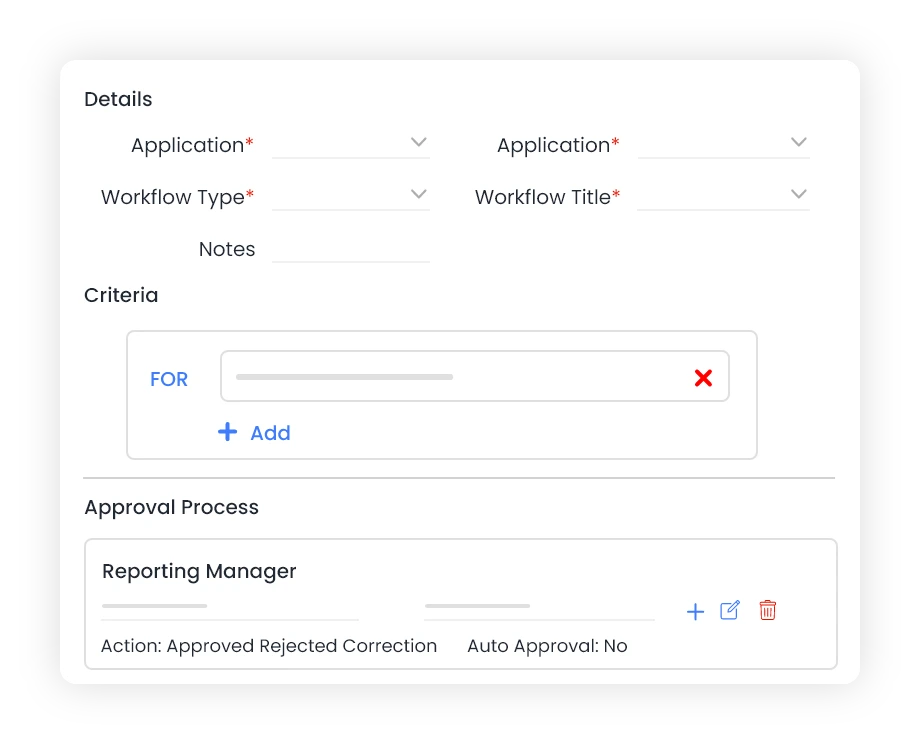 Details
Application* Application*
Workflow Type* Workflow Title*
Notes
Criteria
FOR
Add
Approval Process
Reporting Manager
Action: Approved Rejected Correction Auto Approval: No